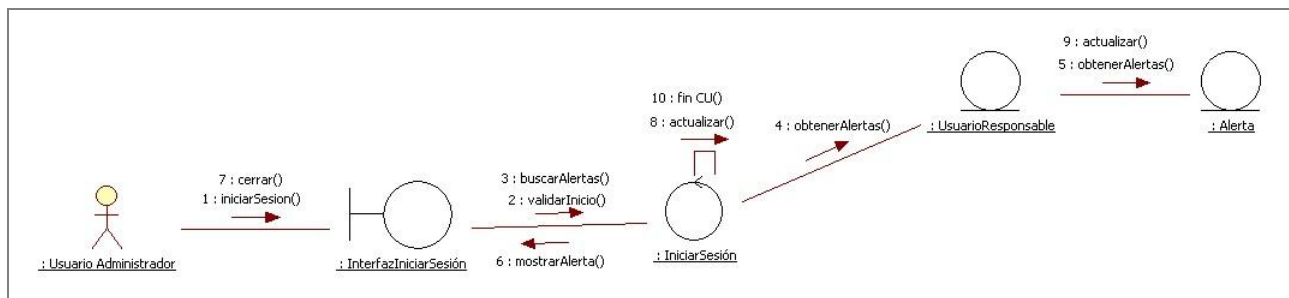 9 : actualizar()
5 : obtenerAlertas()
10 : fin CU()
8 : actualizar()
4 : obtenerAlertas()
: UsuarioResponsable
: Alerta
7 : cerrar()
1 : iniciarSesion()
3 : buscarAlertas()
2 : validarInicio()
: Usuario Administrador
: InterfazIniciarSesión
6 : mostrarAlerta()
: IniciarSesión